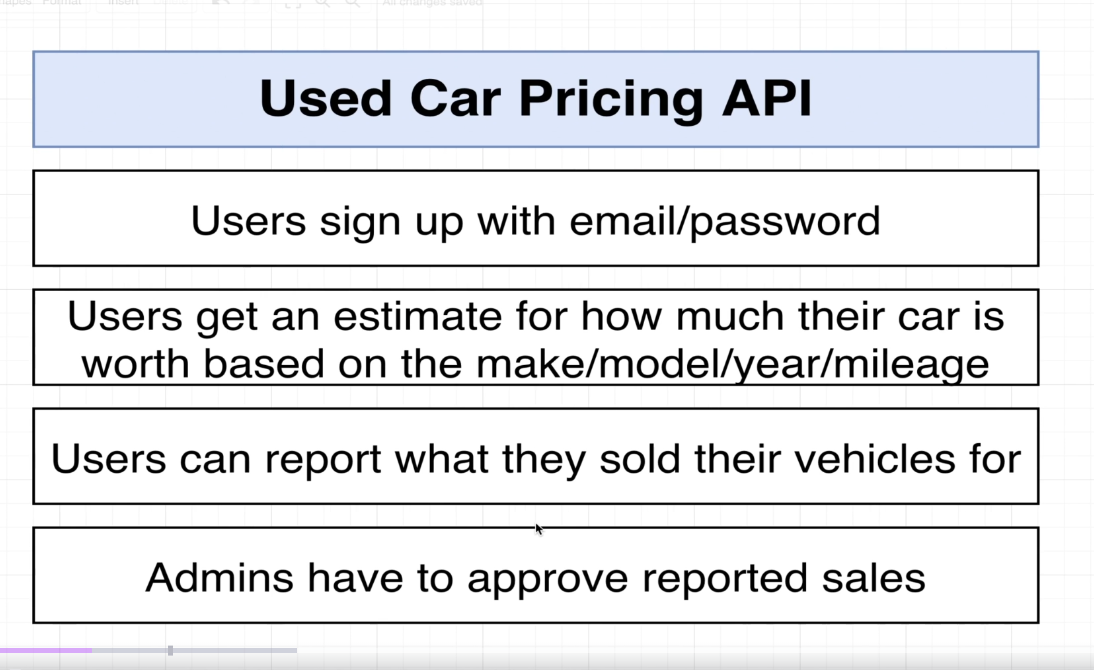 Format Insert All changes saved
Used Car Pricing API
Users sign up with email/password
Users get an estimate for how much their car is
worth based on the make/model/year/mileage
Users can report what they sold their vehicles for
Admins have to approve reported sales